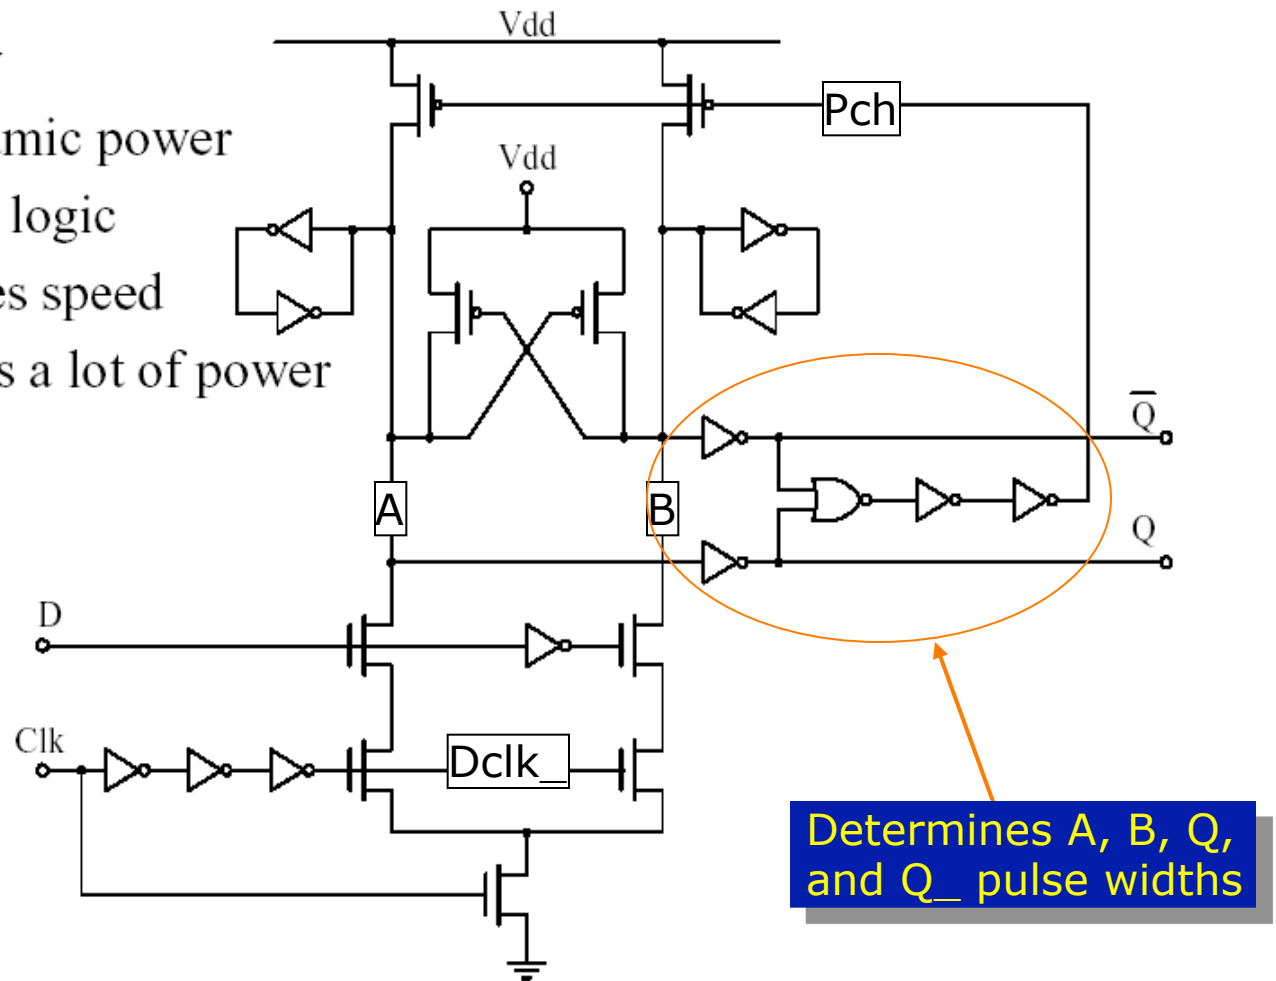 Vdd
Pch
mic power
Vdd
logic
es speed
s a lot of power
Q
A
B
Q
D
Clk
Dclk_
Determines A, B, Q,
and Q_ pulse widths